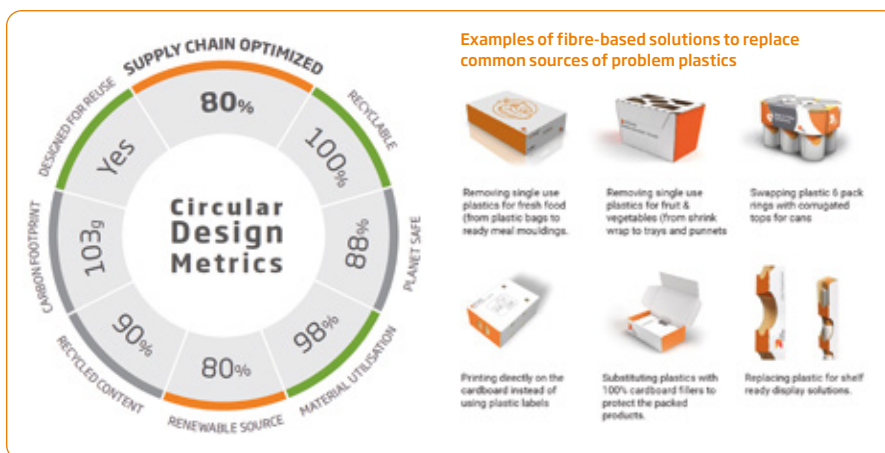 SUPPLY CHAIN OPTIMIZED
80%
RECYCLABLE
100%
PLANET SAFE
88%
MATERIAL UTILISATION
98%
RENEWABLE SOURCE
80%
RECYCLED CONTENT
90%
CARBON FOOTPRINT
103g
DESIGNED FOR REUSE
Yes
Circular
Design
Metrics
Examples of fibre-based solutions to replace
common sources of problem plastics
Removing single use
plastics for fresh food
(from plastic bags to
ready meal mouldings.
Removing single use
plastics for fruit &
vegetables (from shrink
wrap to trays and punnets
Swapping plastic 6 pack
rings with corrugated
tops for cans
Printing directly on the
cardboard instead of
using plastic labels
Substituting plastics with
100% cardboard fillers to
protect the packed
products.
Replacing plastic for shelf
ready display solutions.